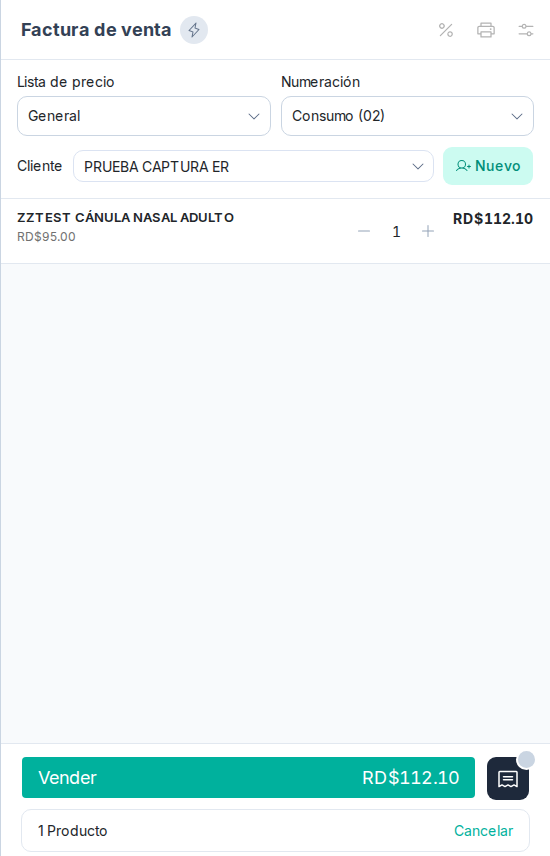 Factura de venta
Lista de precio
Numeración
General
Consumo (02)
Cliente
PRUEBA CAPTURA ER
Nuevo
ZZTEST CÁNULA NASAL ADULTO
RD$95.00
1
RD$112.10
Vender
RD$112.10
1 Producto
Cancelar